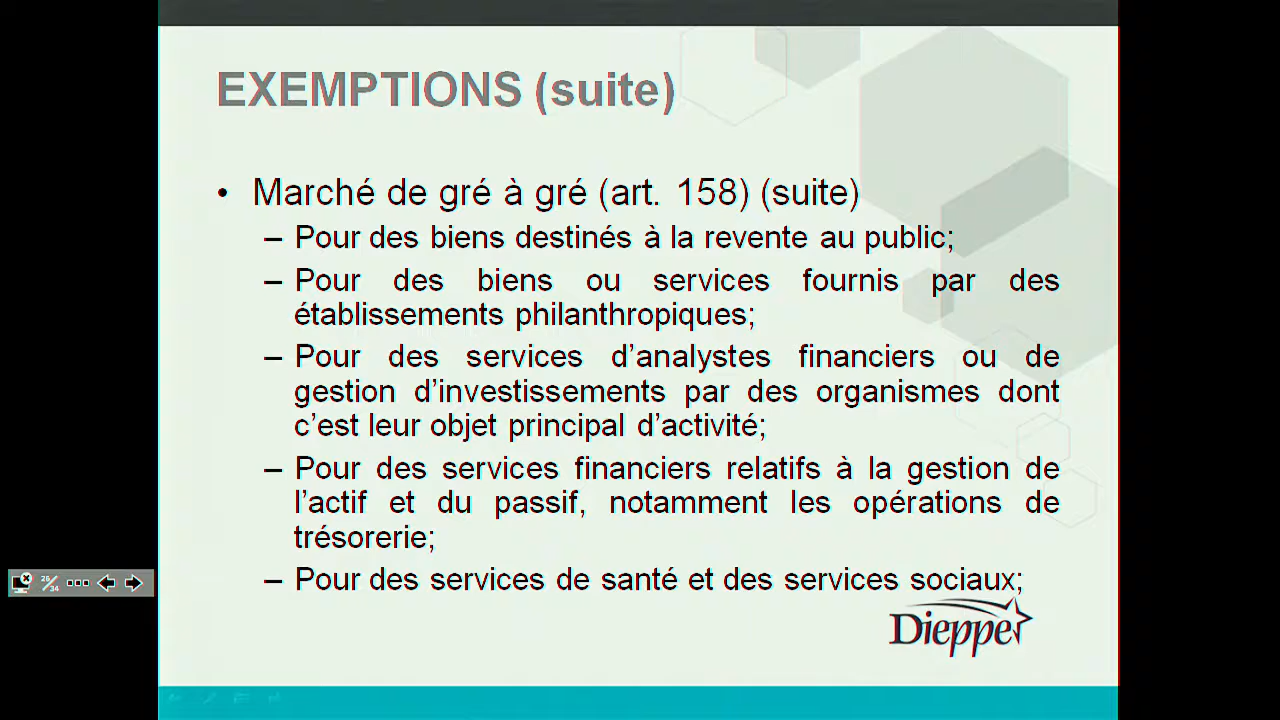 EXEMPTIONS (suite)
• Marché de gré à gré (art. 158) (suite)
– Pour des biens destinés à la revente au public;
– Pour des biens ou services fournis par des
établissements philanthropiques;
– Pour des services d’analystes financiers ou de
gestion d’investissements par des organismes dont
c’est leur objet principal d’activité;
– Pour des services financiers relatifs à la gestion de
l’actif et du passif, notamment les opérations de
trésorerie;
– Pour des services de santé et des services sociaux;
26/34
Dieppe